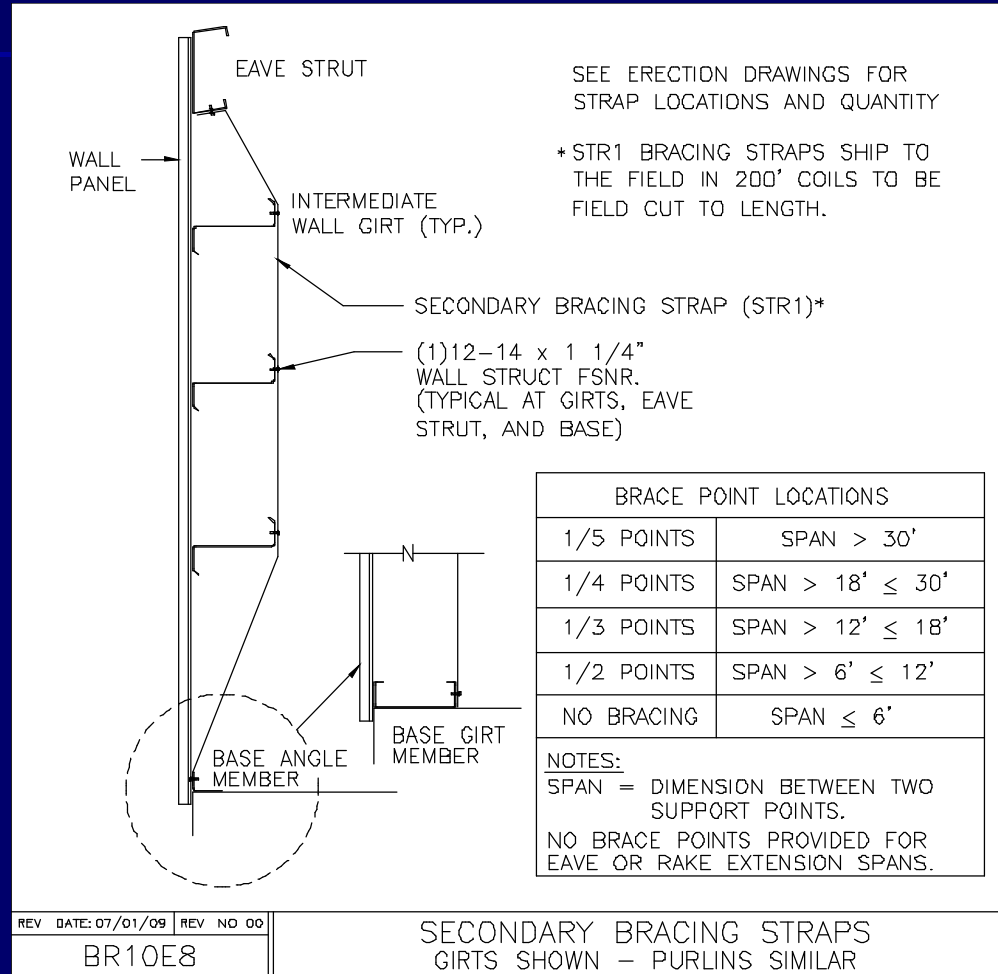 EAVE STRUT
WALL
PANEL
INTERMEDIATE
WALL GIRT (TYP.)
SEE ERECTION DRAWINGS FOR
STRAP LOCATIONS AND QUANTITY
* STR1 BRACING STRAPS SHIP TO
THE FIELD IN 200' COILS TO BE
FIELD CUT TO LENGTH.
SECONDARY BRACING STRAP (STR1)*
(1)12-14 x 1 1/4"
WALL STRUCT FSNR.
(TYPICAL AT GIRTS, EAVE
STRUT, AND BASE)
N
BASE ANGLE
MEMBER
BASE GIRT
MEMBER
BRACE POINT LOCATIONS
1/5 POINTS SPAN > 30'
1/4 POINTS SPAN > 18' ≤ 30'
1/3 POINTS SPAN > 12' ≤ 18'
1/2 POINTS SPAN > 6' ≤ 12'
NO BRACING SPAN ≤ 6'
NOTES:
SPAN = DIMENSION BETWEEN TWO
SUPPORT POINTS.
NO BRACE POINTS PROVIDED FOR
EAVE OR RAKE EXTENSION SPANS.
REV DATE: 07/01/09 REV NO 00
BR10E8
SECONDARY BRACING STRAPS
GIRTS SHOWN - PURLINS SIMILAR